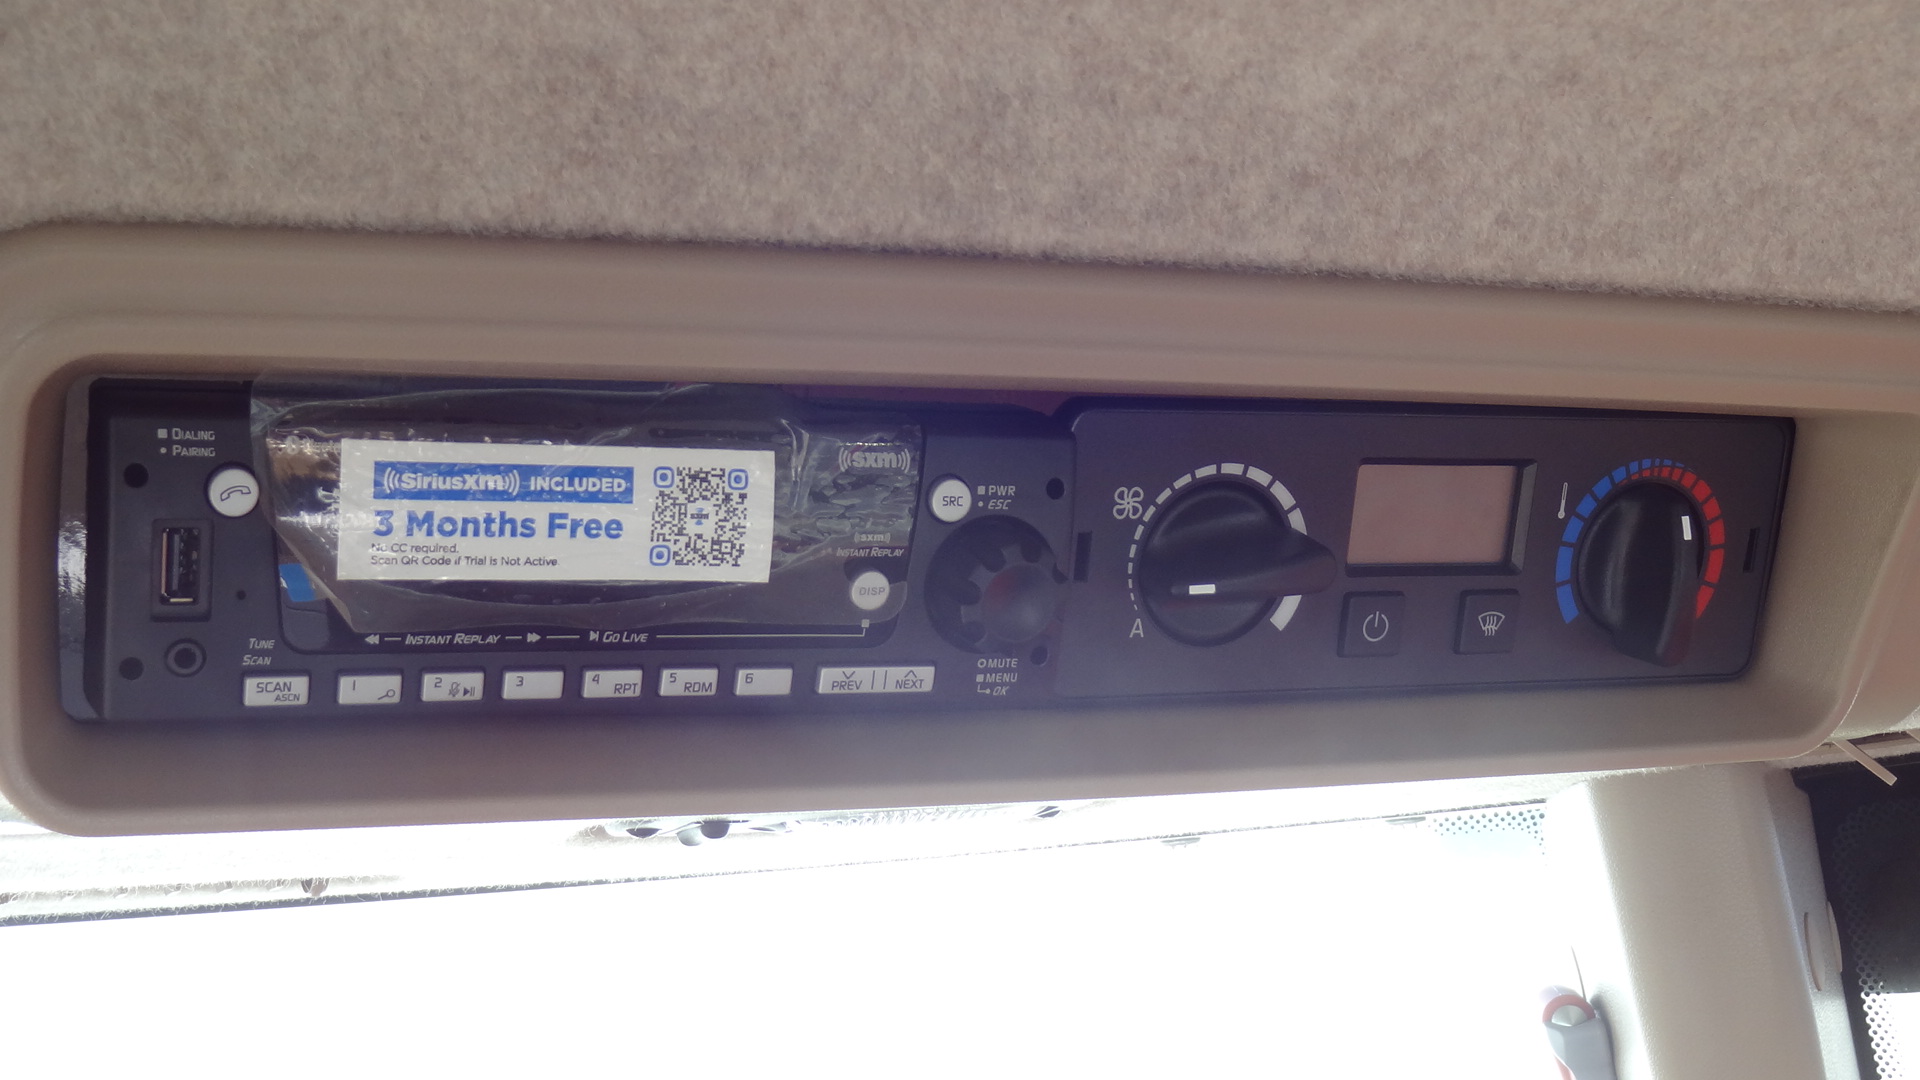 DIALING
PAIRING
((SiriusXm)) INCLUDED
3 Months Free
No CC required.
Scan QR Code if Trial is Not Active
((sxm))
((sxm))
INSTANT REPLAY
DISP
SRC
PWR
ESC
INSTANT REPLAY
GO LIVE
TUNE
SCAN
SCAN
ASCN
1
2
3
4 RPT
5 RDM
6
PREV
NEXT
MUTE
MENU
OK
A